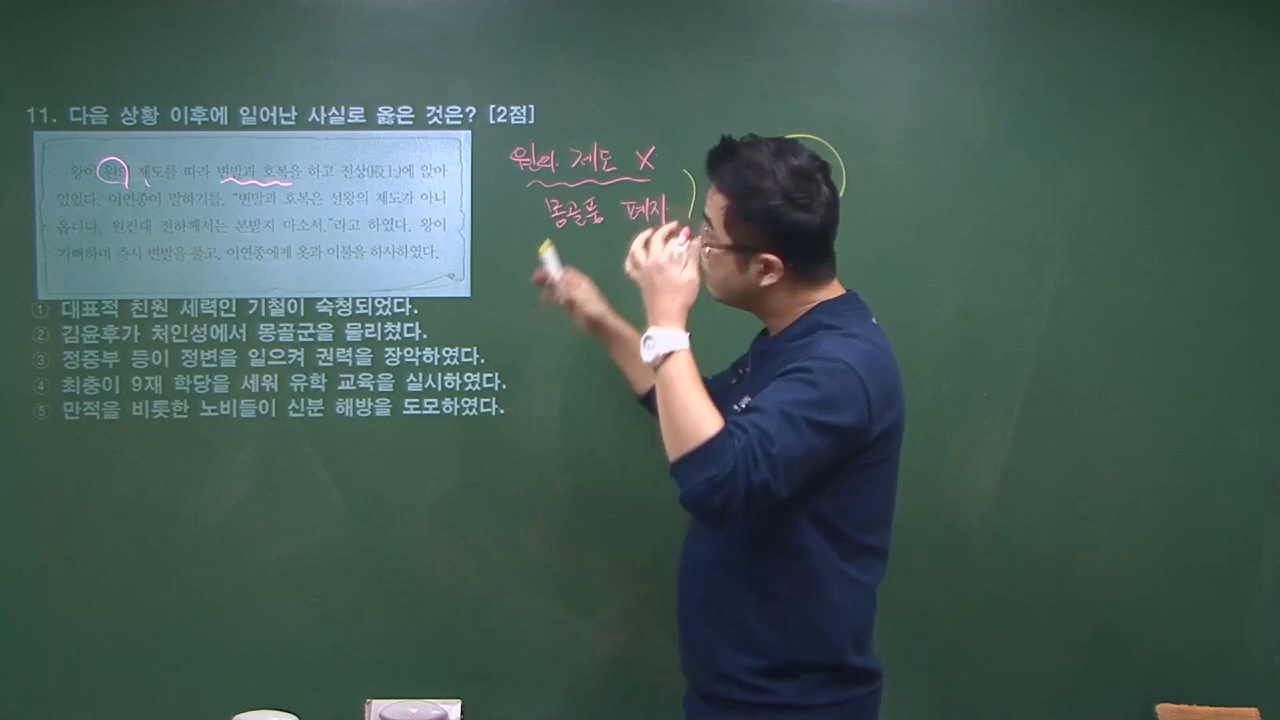 11. 다음 상황 이후에 일어난 사실로 옳은 것은? [2점]
왕이 원의 제도를 따라 변발과 호복을 하고 전상(殿上)에 앉아
있었다. 이연종이 말하기를, "변발과 호복은 선왕의 제도가 아니
옵니다. 원컨대 전하께서는 본받지 마소서."라고 하였다. 왕이
기뻐하며 즉시 변발을 풀고, 이연종에게 옷과 이불을 하사하였다.
① 대표적 친원 세력인 기철이 숙청되었다.
② 김윤후가 처인성에서 몽골군을 물리쳤다.
③ 정중부 등이 정변을 일으켜 권력을 장악하였다.
④ 최충이 9재 학당을 세워 유학 교육을 실시하였다.
⑤ 만적을 비롯한 노비들이 신분 해방을 도모하였다.
원의 제도 X
몽골풍 폐지